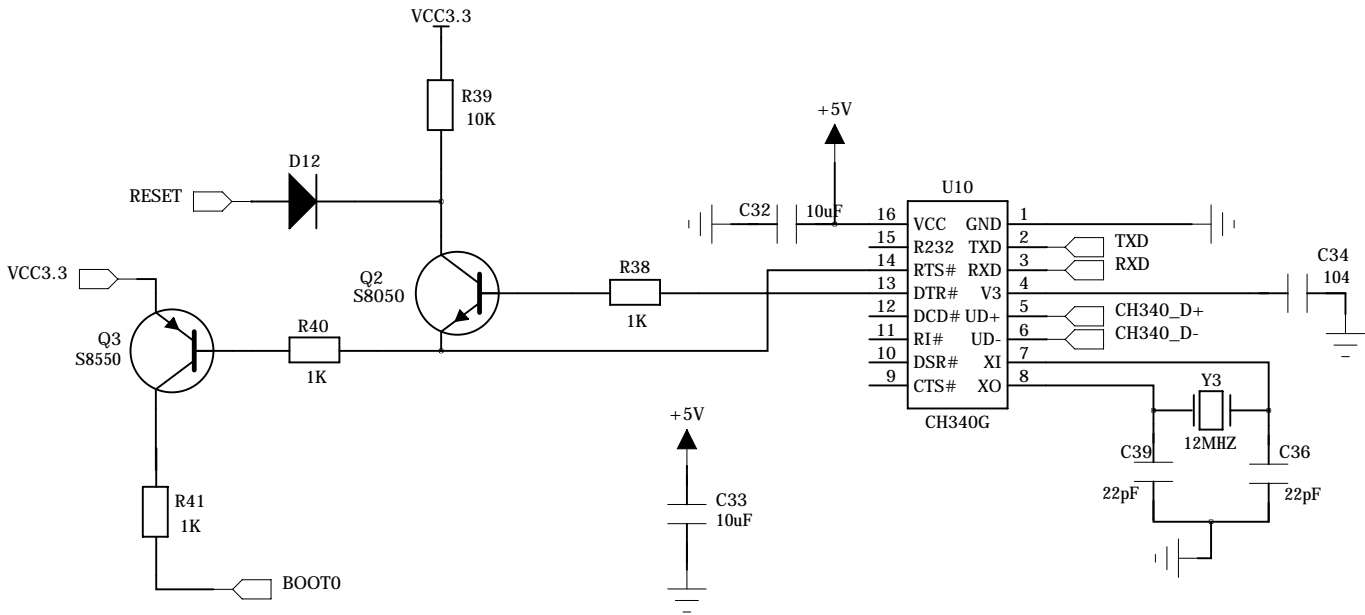 VCC3.3
R39
10K
D12
RESET
VCC3.3
Q2
S8050
R38
1K
Q3
S8550
R40
1K
R41
1K
BOOT0
+5V
C32
10uF
U10
16 VCC GND 1
15 R232 TXD 2 TXD
14 RTS# RXD 3 RXD
13 DTR# V3 4
12 DCD# UD+ 5 CH340_D+
11 RI# UD- 6 CH340_D-
10 DSR# XI 7
9 CTS# XO 8
CH340G
C34
104
Y3
12MHZ
C39
22pF
C36
22pF
+5V
C33
10uF